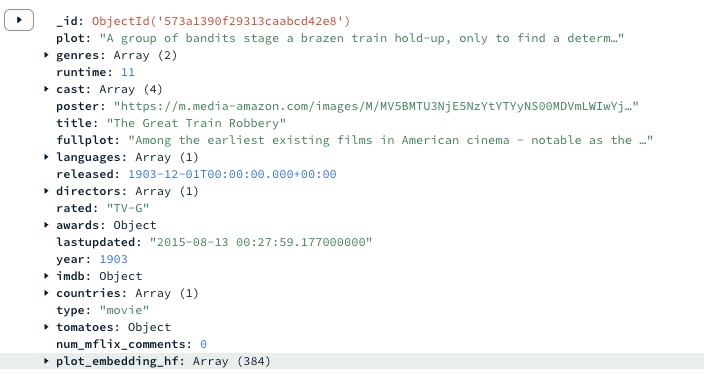 _id: ObjectId('573a1390f29313caabcd42e8')
plot: "A group of bandits stage a brazen train hold-up, only to find a determ…"
genres: Array (2)
runtime: 11
cast: Array (4)
poster: "https://m.media-amazon.com/images/M/MV5BMTU3NjE5NzYtYTYyNS00MDVmLWIwYj…"
title: "The Great Train Robbery"
fullplot: "Among the earliest existing films in American cinema - notable as the …"
languages: Array (1)
released: 1903-12-01T00:00:00.000+00:00
directors: Array (1)
rated: "TV-G"
awards: Object
lastupdated: "2015-08-13 00:27:59.177000000"
year: 1903
imdb: Object
countries: Array (1)
type: "movie"
tomatoes: Object
num_mflix_comments: 0
plot_embedding_hf: Array (384)